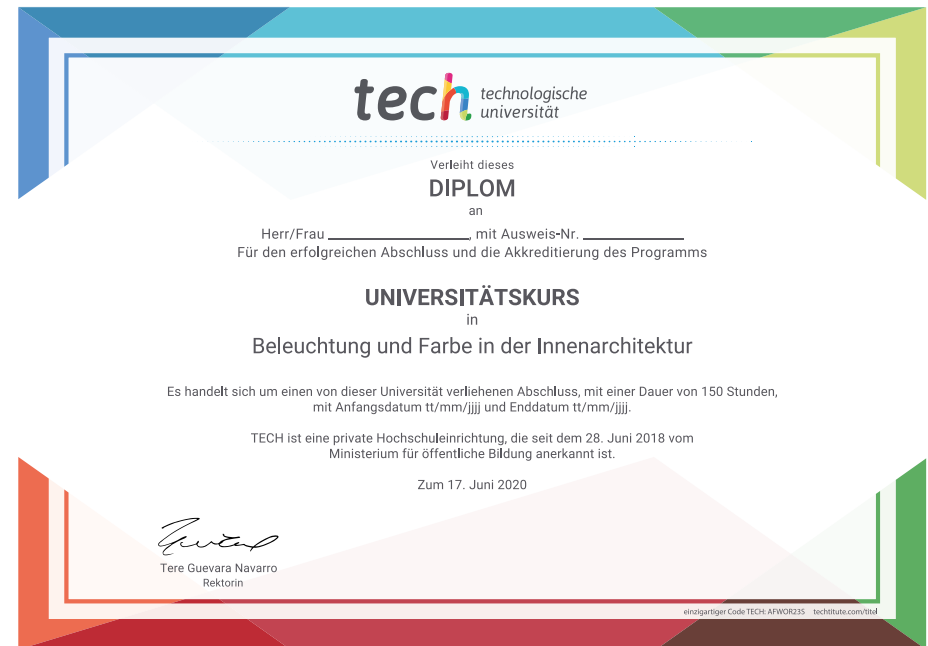 tech technologische
universität
Verleiht dieses
DIPLOM
an
Herr/Frau ______________, mit Ausweis-Nr. __________
Für den erfolgreichen Abschluss und die Akkreditierung des Programms
UNIVERSITÄTSKURS
in
Beleuchtung und Farbe in der Innenarchitektur
Es handelt sich um einen von dieser Universität verliehenen Abschluss, mit einer Dauer von 150 Stunden,
mit Anfangsdatum tt/mm/jjjj und Enddatum tt/mm/jjjj.
TECH ist eine private Hochschuleinrichtung, die seit dem 28. Juni 2018 vom
Ministerium für öffentliche Bildung anerkannt ist.
Zum 17. Juni 2020
Tere Guevara Navarro
Rektorin
einzigartiger Code TECH: AFWOR23S techtitute.com/titel